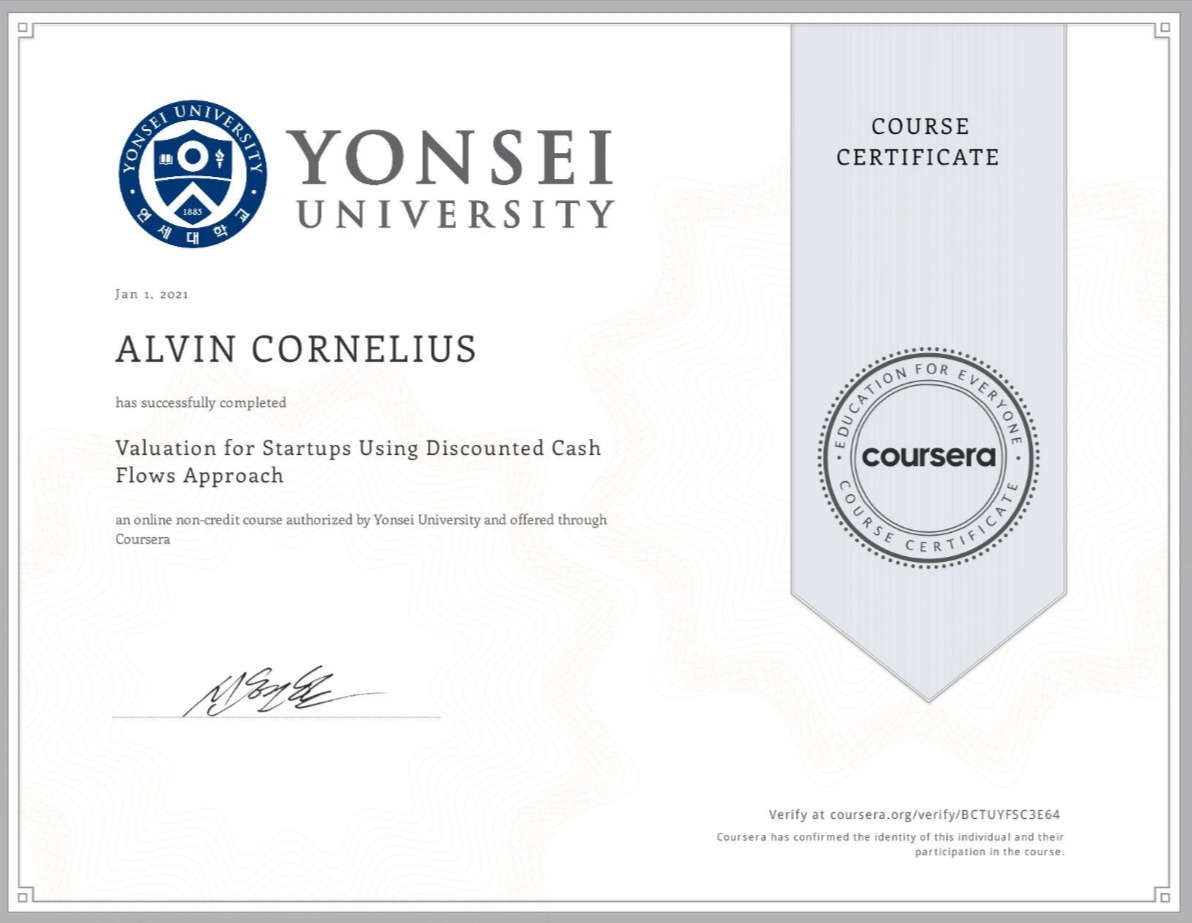 YONSEI UNIVERSITY
1885
연세대학교
YONSEI
UNIVERSITY
COURSE
CERTIFICATE
Jan 1, 2021
ALVIN CORNELIUS
has successfully completed
Valuation for Startups Using Discounted Cash
Flows Approach
an online non-credit course authorized by Yonsei University and offered through
Coursera
EDUCATION FOR EVERYONE
coursera
COURSE CERTIFICATE
Verify at coursera.org/verify/BCTUYFSC3E64
Coursera has confirmed the identity of this individual and their
participation in the course.